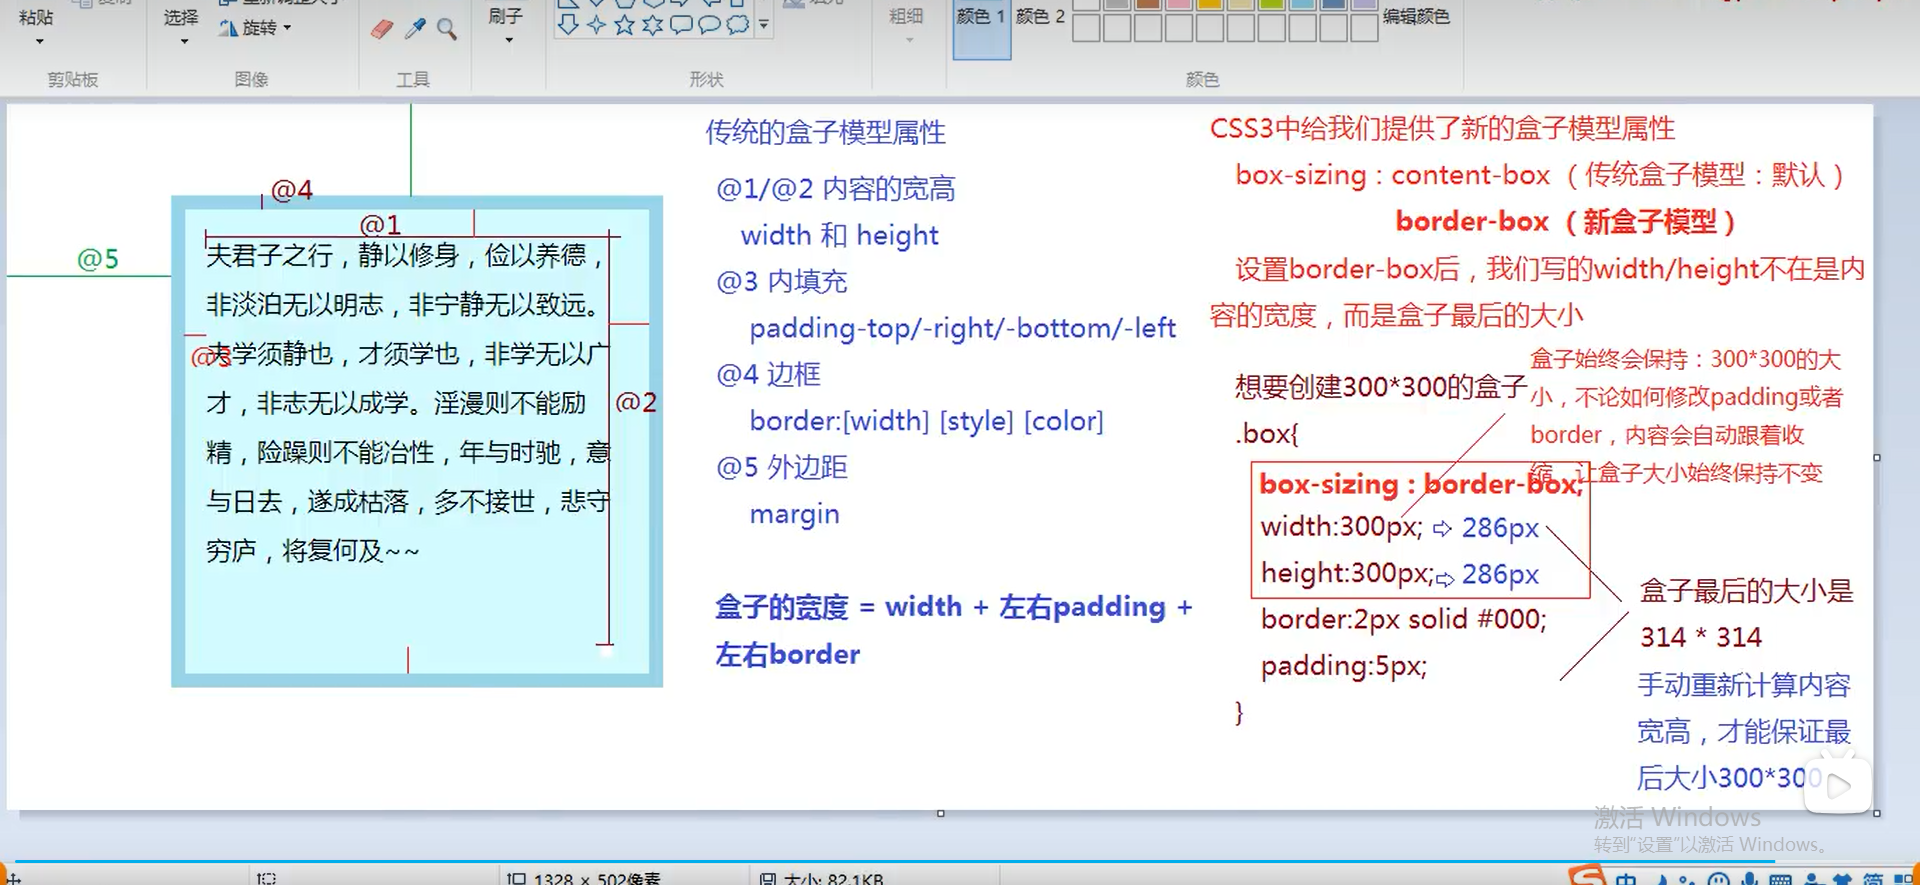 粘贴
选择
旋转
刷子
粗细
颜色 1
颜色 2
编辑颜色
剪贴板
图像
工具
形状
颜色
@4
@1
@5
夫君子之行，静以修身，俭以养德，
非淡泊无以明志，非宁静无以致远。
夫学须静也，才须学也，非学无以广
@3
才，非志无以成学。淫漫则不能励
@2
精，险躁则不能冶性，年与时驰，意
与日去，遂成枯落，多不接世，悲守
穷庐，将复何及~~
传统的盒子模型属性
@1/@2 内容的宽高
width 和 height
@3 内填充
padding-top/-right/-bottom/-left
@4 边框
border:[width] [style] [color]
@5 外边距
margin
盒子的宽度 = width + 左右padding +
左右border
CSS3中给我们提供了新的盒子模型属性
box-sizing : content-box （传统盒子模型：默认）
border-box （新盒子模型）
设置border-box后，我们写的width/height不在是内
容的宽度，而是盒子最后的大小
想要创建300*300的盒子
.box{
box-sizing : border-box;
width:300px; ⇨ 286px
height:300px; ⇨ 286px
border:2px solid #000;
padding:5px;
}
盒子始终会保持：300*300的大
小，不论如何修改padding或者
border，内容会自动跟着收
缩，让盒子大小始终保持不变
盒子最后的大小是
314 * 314
手动重新计算内容
宽高，才能保证最
后大小300*300
激活 Windows
转到"设置"以激活 Windows。
1328 × 502像素
大小: 82.1KB
中
简